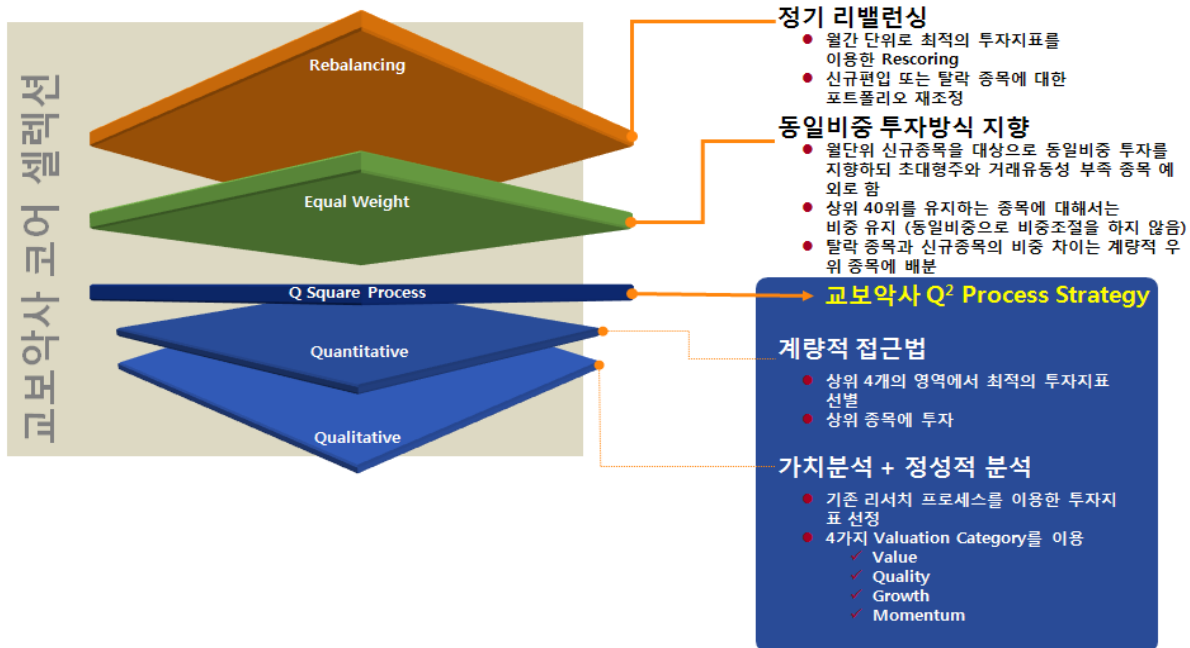 교보악사 코어 셀렉션
Rebalancing
Equal Weight
Q Square Process
Quantitative
Qualitative
정기 리밸런싱
● 월간 단위로 최적의 투자지표를
이용한 Rescoring
● 신규편입 또는 탈락 종목에 대한
포트폴리오 재조정
동일비중 투자방식 지향
● 월단위 신규종목을 대상으로 동일비중 투자를
지향하되 초대형주와 거래유동성 부족 종목 예
외로 함
● 상위 40위를 유지하는 종목에 대해서는
비중 유지 (동일비중으로 비중조절을 하지 않음)
● 탈락 종목과 신규종목의 비중 차이는 계량적 우
위 종목에 배분
교보악사 Q² Process Strategy
계량적 접근법
● 상위 4개의 영역에서 최적의 투자지표
선별
● 상위 종목에 투자
가치분석 + 정성적 분석
● 기존 리서치 프로세스를 이용한 투자지
표 선정
● 4가지 Valuation Category를 이용
✓ Value
✓ Quality
✓ Growth
✓ Momentum